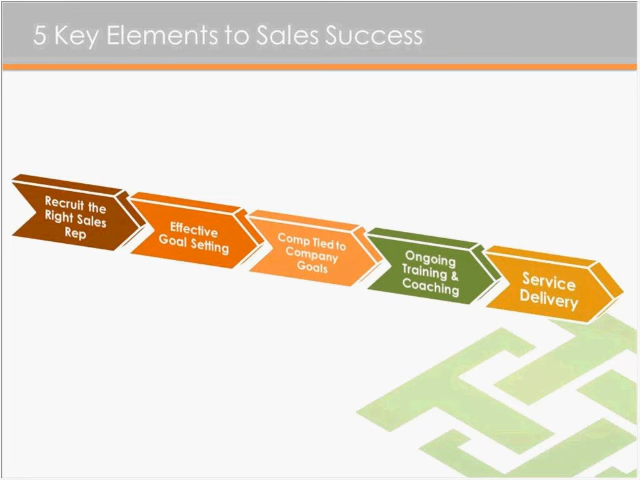 5 Key Elements to Sales Success
Recruit the
Right Sales
Rep
Effective
Goal Setting
Comp Tied to
Company
Goals
Ongoing
Training &
Coaching
Service
Delivery